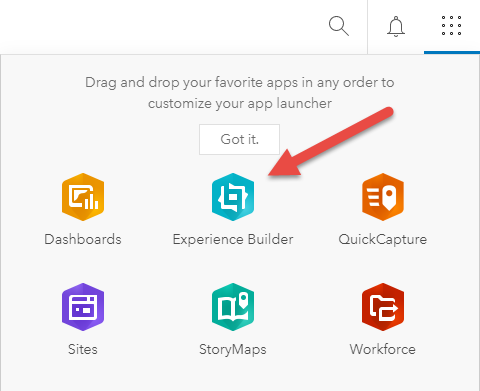 Drag and drop your favorite apps in any order to
customize your app launcher
Got it.
Dashboards
Experience Builder
QuickCapture
Sites
StoryMaps
Workforce